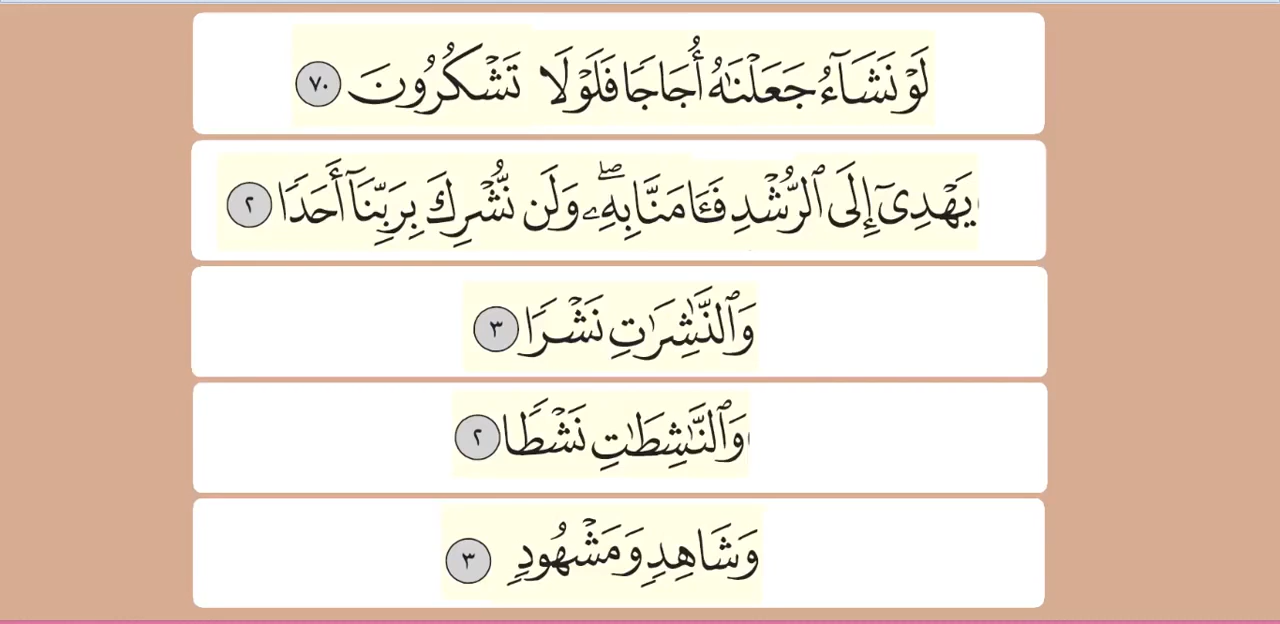 لَوْ نَشَآءُ جَعَلْنَٰهُ أُجَاجًا فَلَوْلَا تَشْكُرُونَ ٧٠
يَهْدِىٓ إِلَى ٱلرُّشْدِ فَـَٔامَنَّا بِهِۦ ۖ وَلَن نُّشْرِكَ بِرَبِّنَآ أَحَدًا ٢
وَٱلنَّٰشِرَٰتِ نَشْرًا ٣
وَٱلنَّٰشِطَٰتِ نَشْطًا ٢
وَشَاهِدٍ وَمَشْهُودٍ ٣